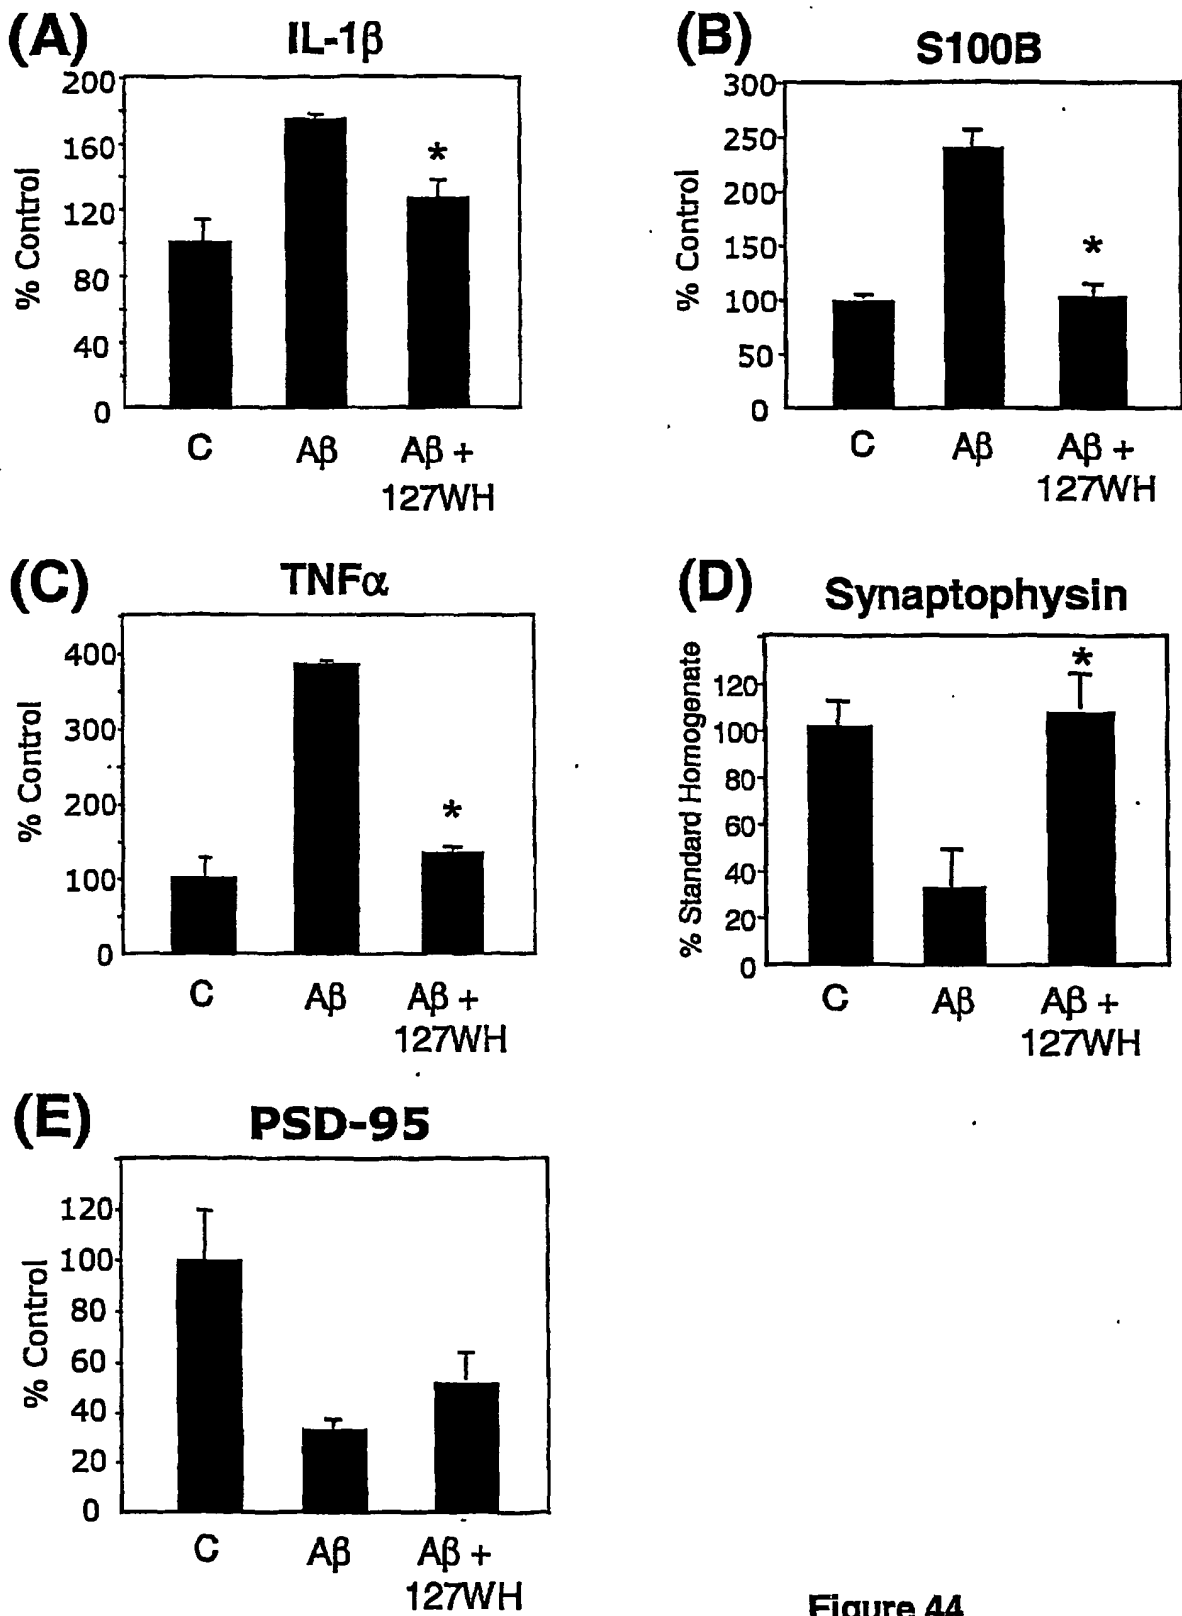 (A)
IL-1β
% Control
200
160
120
80
40
0
*
C
Aβ
Aβ +
127WH
(B)
S100B
% Control
300
250
200
150
100
50
0
*
C
Aβ
Aβ +
127WH
(C)
TNFα
% Control
400
300
200
100
0
*
C
Aβ
Aβ +
127WH
(D)
Synaptophysin
% Standard Homogenate
120
100
80
60
40
20
0
*
C
Aβ
Aβ +
127WH
(E)
PSD-95
% Control
120
100
80
60
40
20
0
C
Aβ
Aβ +
127WH
Figure 44